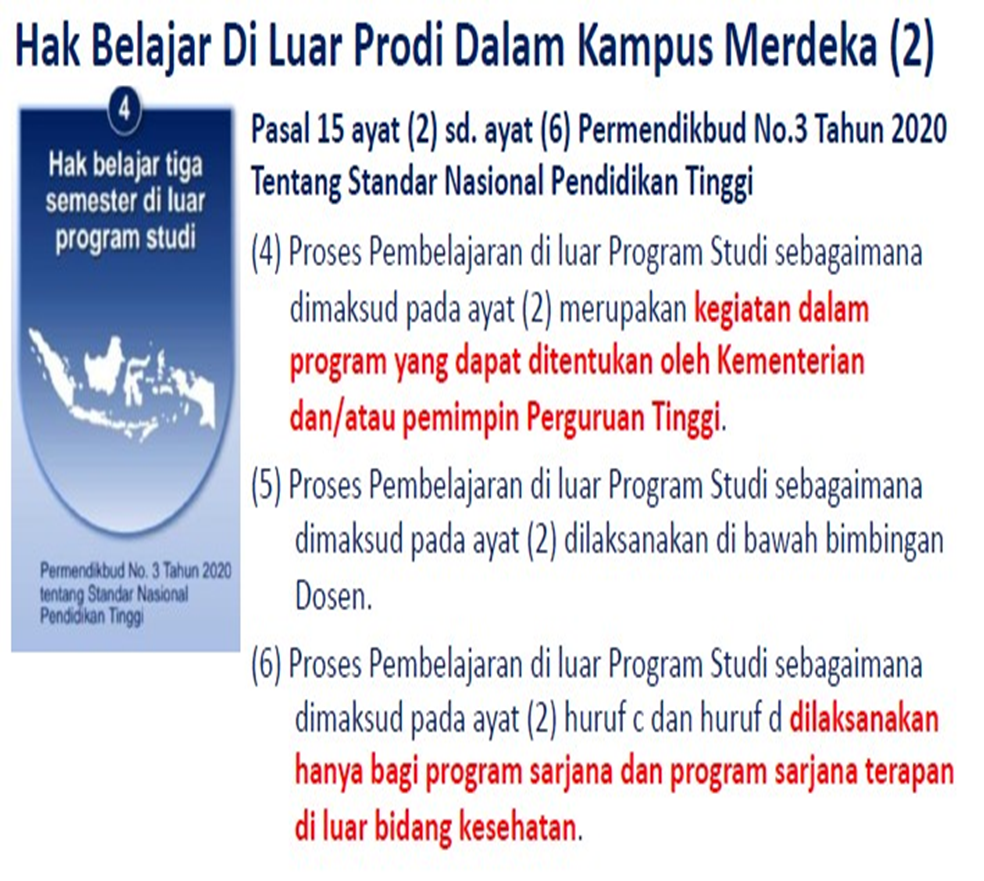 Hak Belajar Di Luar Prodi Dalam Kampus Merdeka (2)
4
Hak belajar tiga
semester di luar
program studi
Permendikbud No. 3 Tahun 2020
tentang Standar Nasional
Pendidikan Tinggi
Pasal 15 ayat (2) sd. ayat (6) Permendikbud No.3 Tahun 2020
Tentang Standar Nasional Pendidikan Tinggi
(4) Proses Pembelajaran di luar Program Studi sebagaimana
dimaksud pada ayat (2) merupakan kegiatan dalam
program yang dapat ditentukan oleh Kementerian
dan/atau pemimpin Perguruan Tinggi.
(5) Proses Pembelajaran di luar Program Studi sebagaimana
dimaksud pada ayat (2) dilaksanakan di bawah bimbingan
Dosen.
(6) Proses Pembelajaran di luar Program Studi sebagaimana
dimaksud pada ayat (2) huruf c dan huruf d dilaksanakan
hanya bagi program sarjana dan program sarjana terapan
di luar bidang kesehatan.